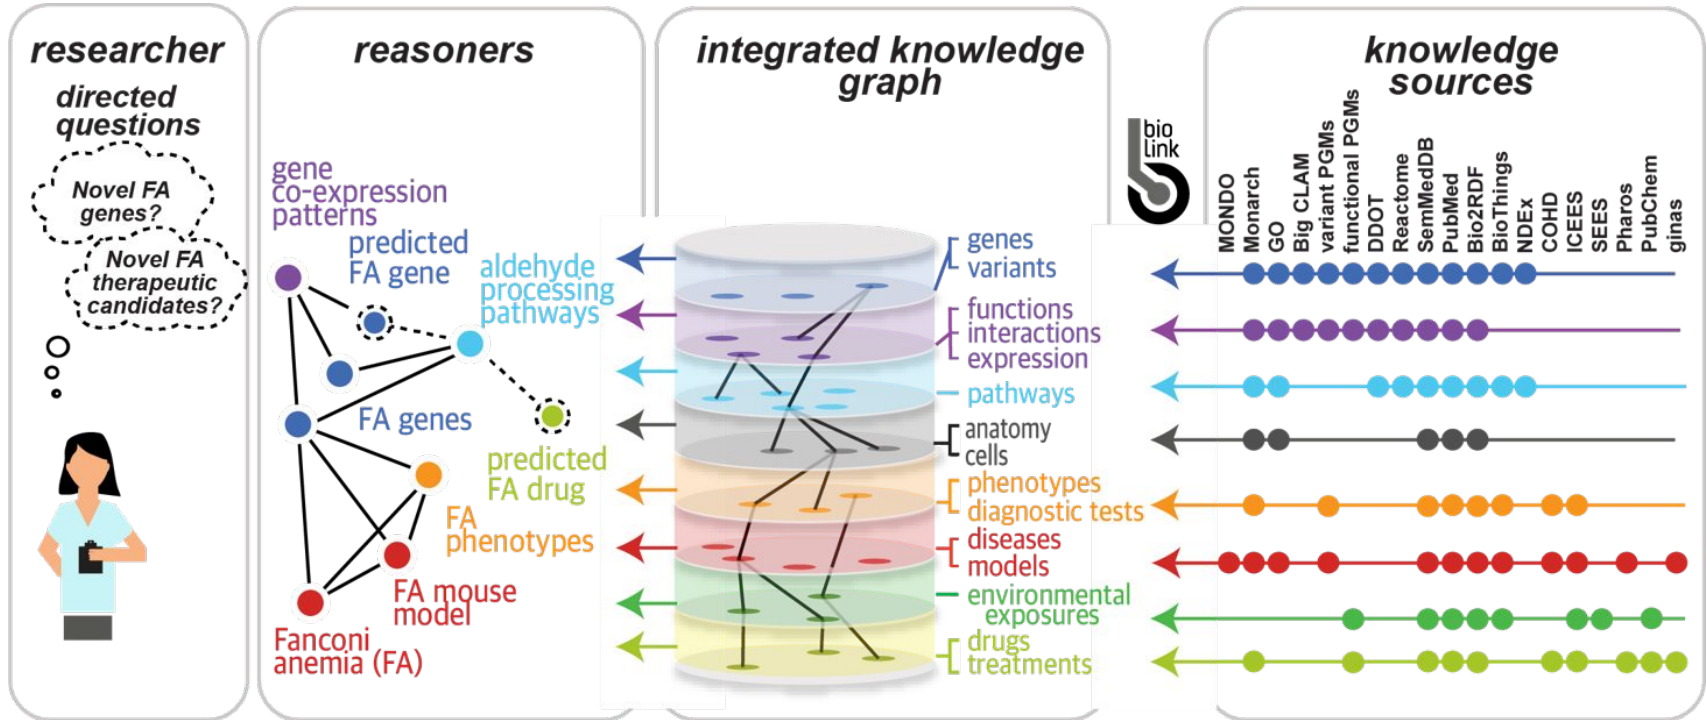 researcher
directed
questions
Novel FA
genes?
Novel FA
therapeutic
candidates?
reasoners
gene
co-expression
patterns
predicted
FA gene
aldehyde
processing
pathways
FA genes
predicted
FA drug
FA
phenotypes
FA mouse
model
Fanconi
anemia (FA)
integrated knowledge
graph
genes
variants
functions
interactions
expression
pathways
anatomy
cells
phenotypes
diagnostic tests
diseases
models
environmental
exposures
drugs
treatments
bio
link
knowledge
sources
MONDO
Monarch
GO
Big CLAM
variant PGMs
functional PGMs
DDOT
Reactome
SemMedDB
PubMed
Bio2RDF
BioThings
NDEx
COHD
ICEES
SEES
Pharos
PubChem
ginas